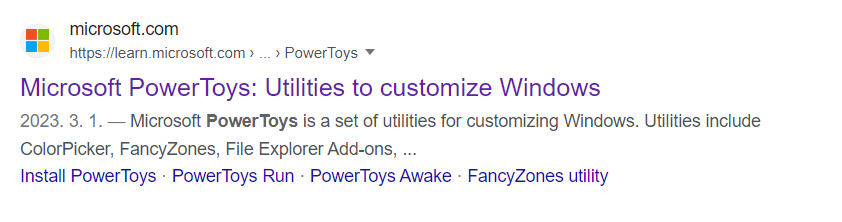 microsoft.com
https://learn.microsoft.com › ... › PowerToys
Microsoft PowerToys: Utilities to customize Windows
2023. 3. 1. — Microsoft PowerToys is a set of utilities for customizing Windows. Utilities include
ColorPicker, FancyZones, File Explorer Add-ons, ...
Install PowerToys · PowerToys Run · PowerToys Awake · FancyZones utility